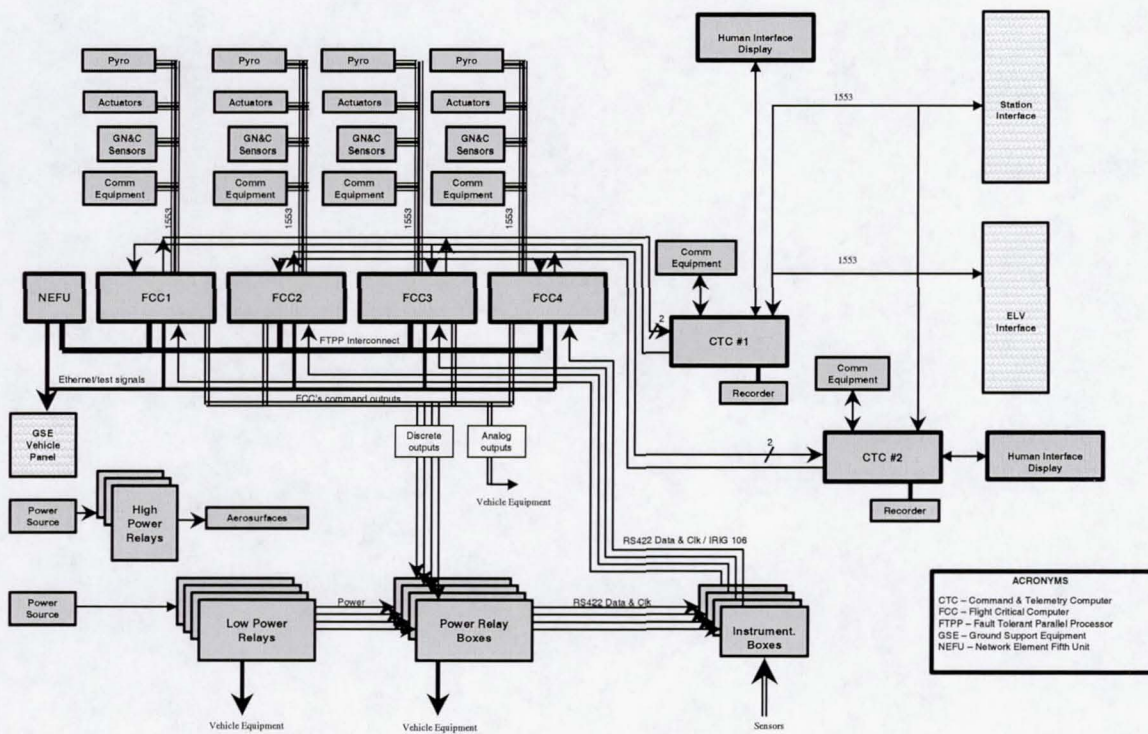 Human Interface
Display
Pyro
Pyro
Pyro
Pyro
Actuators
Actuators
Actuators
Actuators
GN&C
Sensors
GN&C
Sensors
GN&C
Sensors
GN&C
Sensors
Comm
Equipment
Comm
Equipment
Comm
Equipment
Comm
Equipment
1553
1553
1553
1553
1553
Station
Interface
1553
ELV
Interface
NEFU
FCC1
FCC2
FCC3
FCC4
Comm
Equipment
2
CTC #1
Recorder
FTPP Interconnect
Ethernet/test signals
FCC's command outputs
GSE
Vehicle
Panel
Discrete
outputs
Analog
outputs
Vehicle Equipment
Comm
Equipment
2
CTC #2
Human Interface
Display
Recorder
Power
Source
High
Power
Relays
Aerosurfaces
RS422 Data & Clk / IRIG 106
Power
Source
Low Power
Relays
Power
Power Relay
Boxes
RS422 Data & Clk
Instrument.
Boxes
Vehicle Equipment
Vehicle Equipment
Sensors
ACRONYMS
CTC – Command & Telemetry Computer
FCC – Flight Critical Computer
FTPP – Fault Tolerant Parallel Processor
GSE – Ground Support Equipment
NEFU – Network Element Fifth Unit